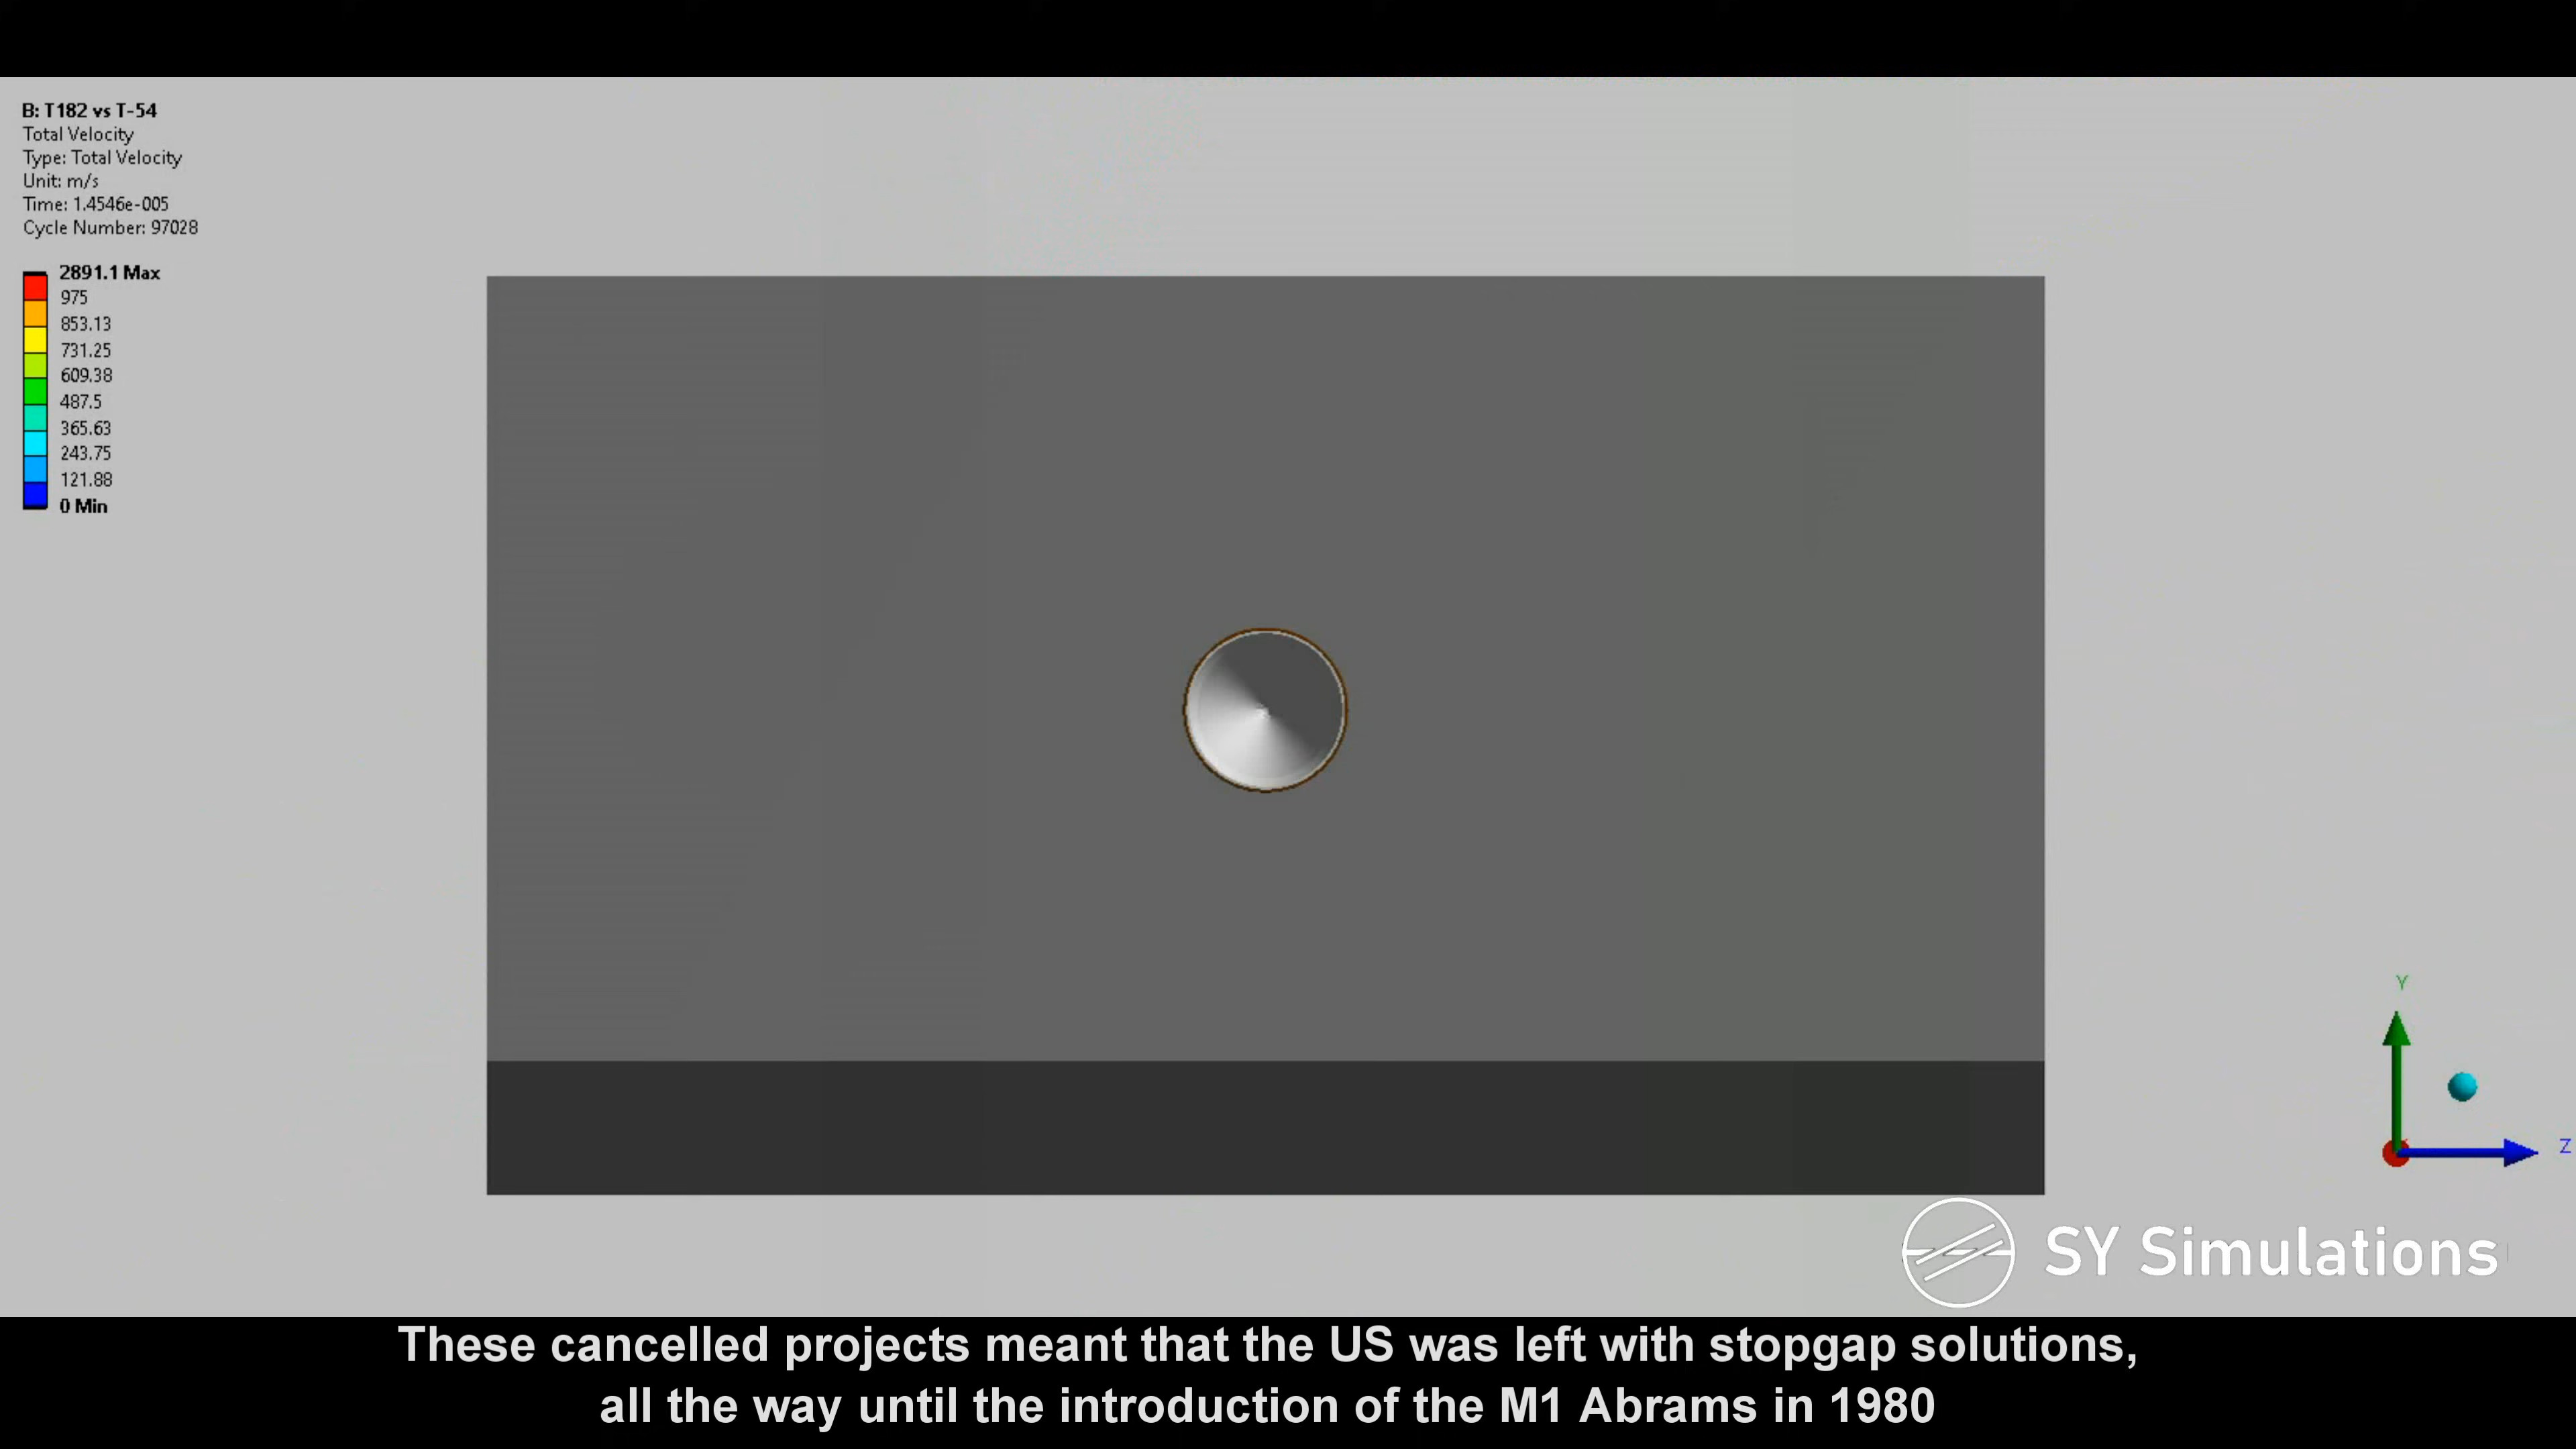 B: T182 vs T-54
Total Velocity
Type: Total Velocity
Unit: m/s
Time: 1.4546e-005
Cycle Number: 97028
2891.1 Max
975
853.13
731.25
609.38
487.5
365.63
243.75
121.88
0 Min
Y
Z
SY Simulations
These cancelled projects meant that the US was left with stopgap solutions,
all the way until the introduction of the M1 Abrams in 1980